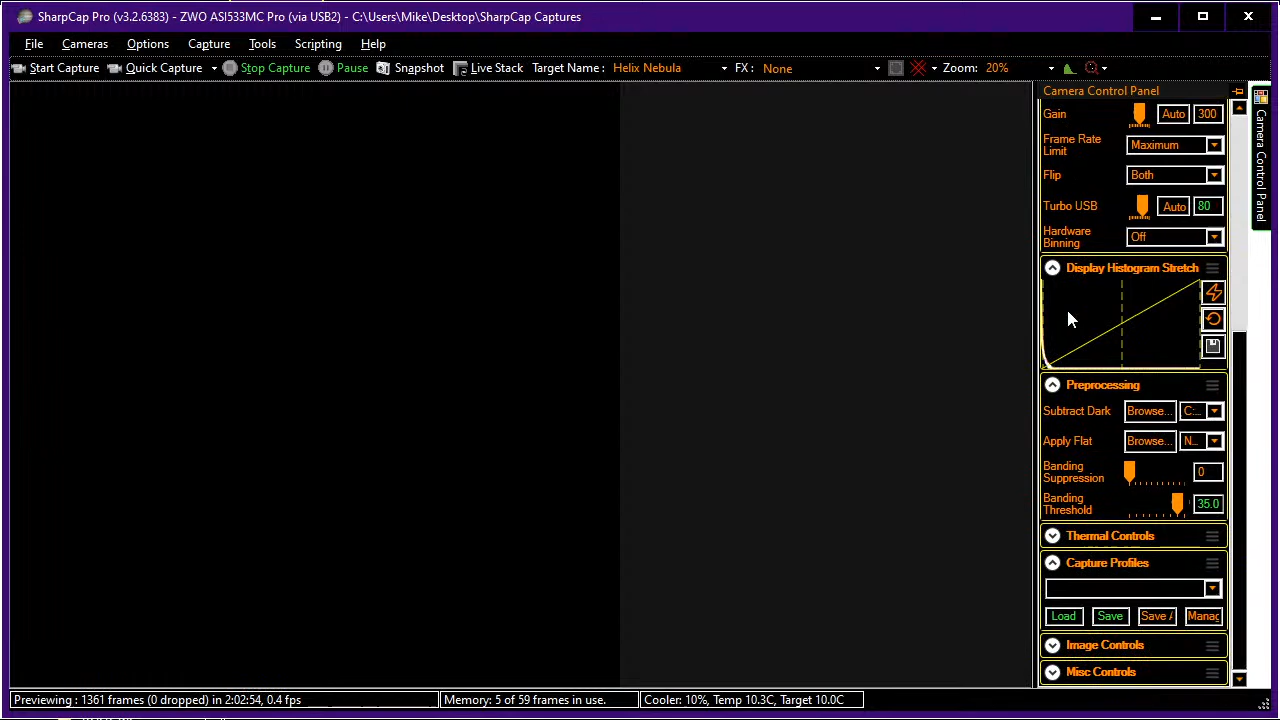 SharpCap Pro (v3.2.6383) - ZWO ASI533MC Pro (via USB2) - C:\Users\Mike\Desktop\SharpCap Captures
File Cameras Options Capture Tools Scripting Help
Start Capture Quick Capture Stop Capture Pause Snapshot Live Stack Target Name : Helix Nebula FX : None Zoom: 20%
Camera Control Panel
Camera Control Panel
Gain Auto 300
Frame Rate
Limit
Maximum
Flip Both
Turbo USB Auto 80
Hardware
Binning
Off
Display Histogram Stretch
Preprocessing
Subtract Dark Browse... C:...
Apply Flat Browse... N...
Banding
Suppression
0
Banding
Threshold
35.0
Thermal Controls
Capture Profiles
Load Save Save A Manag
Image Controls
Misc Controls
Previewing : 1361 frames (0 dropped) in 2:02:54, 0.4 fps Memory: 5 of 59 frames in use. Cooler: 10%, Temp 10.3C, Target 10.0C